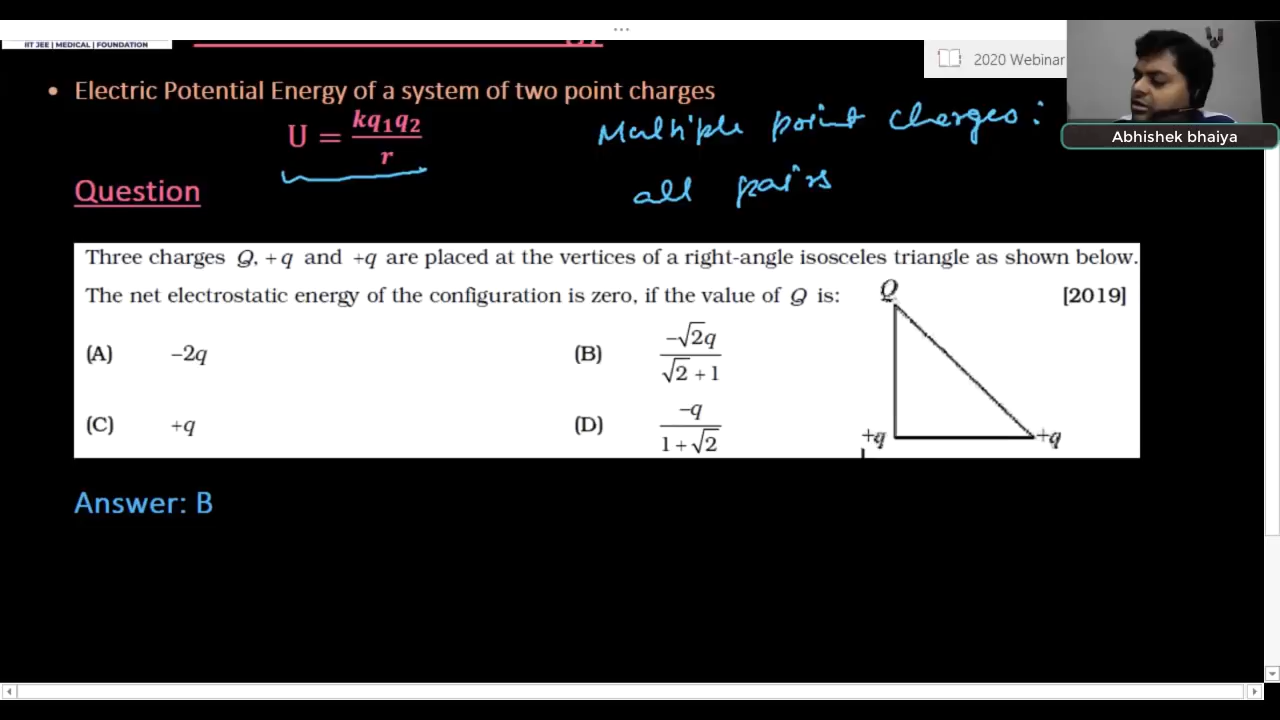 IIT JEE | MEDICAL | FOUNDATION
...
2020 Webinar
• Electric Potential Energy of a system of two point charges
U = kq₁q₂/r
Multiple point charges:
all pairs
Abhishek bhaiya
Question
Three charges Q, +q and +q are placed at the vertices of a right-angle isosceles triangle as shown below.
The net electrostatic energy of the configuration is zero, if the value of Q is: [2019]
Q
(A) −2q (B) −√2q/√2 + 1
(C) +q (D) −q/1 + √2
+q +q
Answer: B